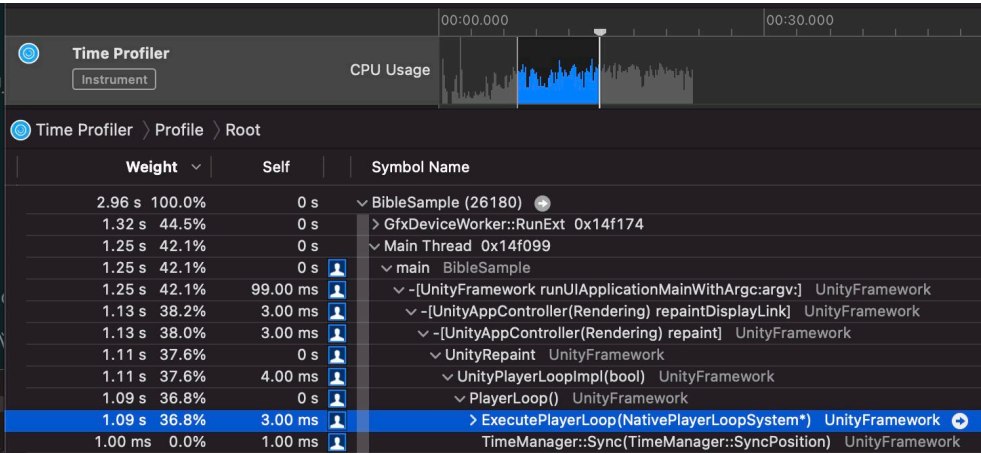 00:00.000 00:30.000
Time Profiler
Instrument
CPU Usage
Time Profiler Profile Root
Weight Self Symbol Name
2.96 s 100.0% 0 s BibleSample (26180)
1.32 s 44.5% 0 s GfxDeviceWorker::RunExt 0x14f174
1.25 s 42.1% 0 s Main Thread 0x14f099
1.25 s 42.1% 0 s main BibleSample
1.25 s 42.1% 99.00 ms -[UnityFramework runUIApplicationMainWithArgc:argv:] UnityFramework
1.13 s 38.2% 3.00 ms -[UnityAppController(Rendering) repaintDisplayLink] UnityFramework
1.13 s 38.0% 3.00 ms -[UnityAppController(Rendering) repaint] UnityFramework
1.11 s 37.6% 0 s UnityRepaint UnityFramework
1.11 s 37.6% 4.00 ms UnityPlayerLoopImpl(bool) UnityFramework
1.09 s 36.8% 0 s PlayerLoop() UnityFramework
1.09 s 36.8% 3.00 ms ExecutePlayerLoop(NativePlayerLoopSystem*) UnityFramework
1.00 ms 0.0% 1.00 ms TimeManager::Sync(TimeManager::SyncPosition) UnityFramework